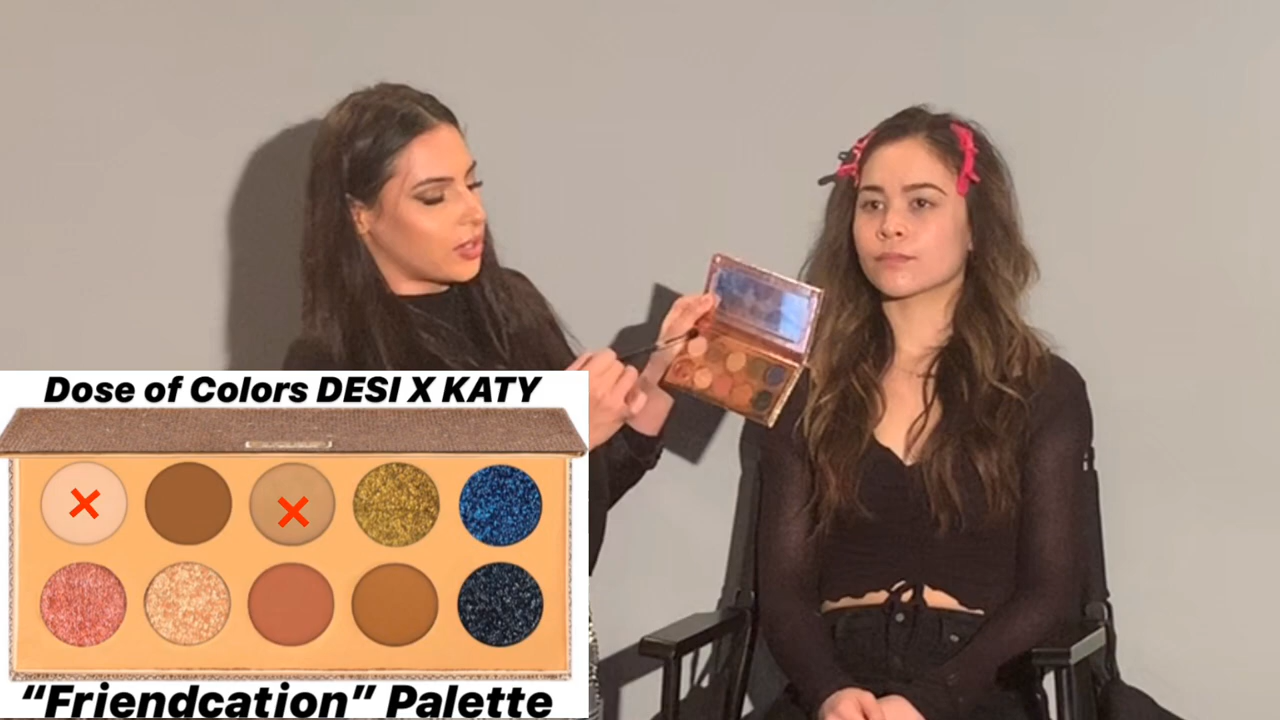 Dose of Colors DESI X KATY
“Friendcation” Palette